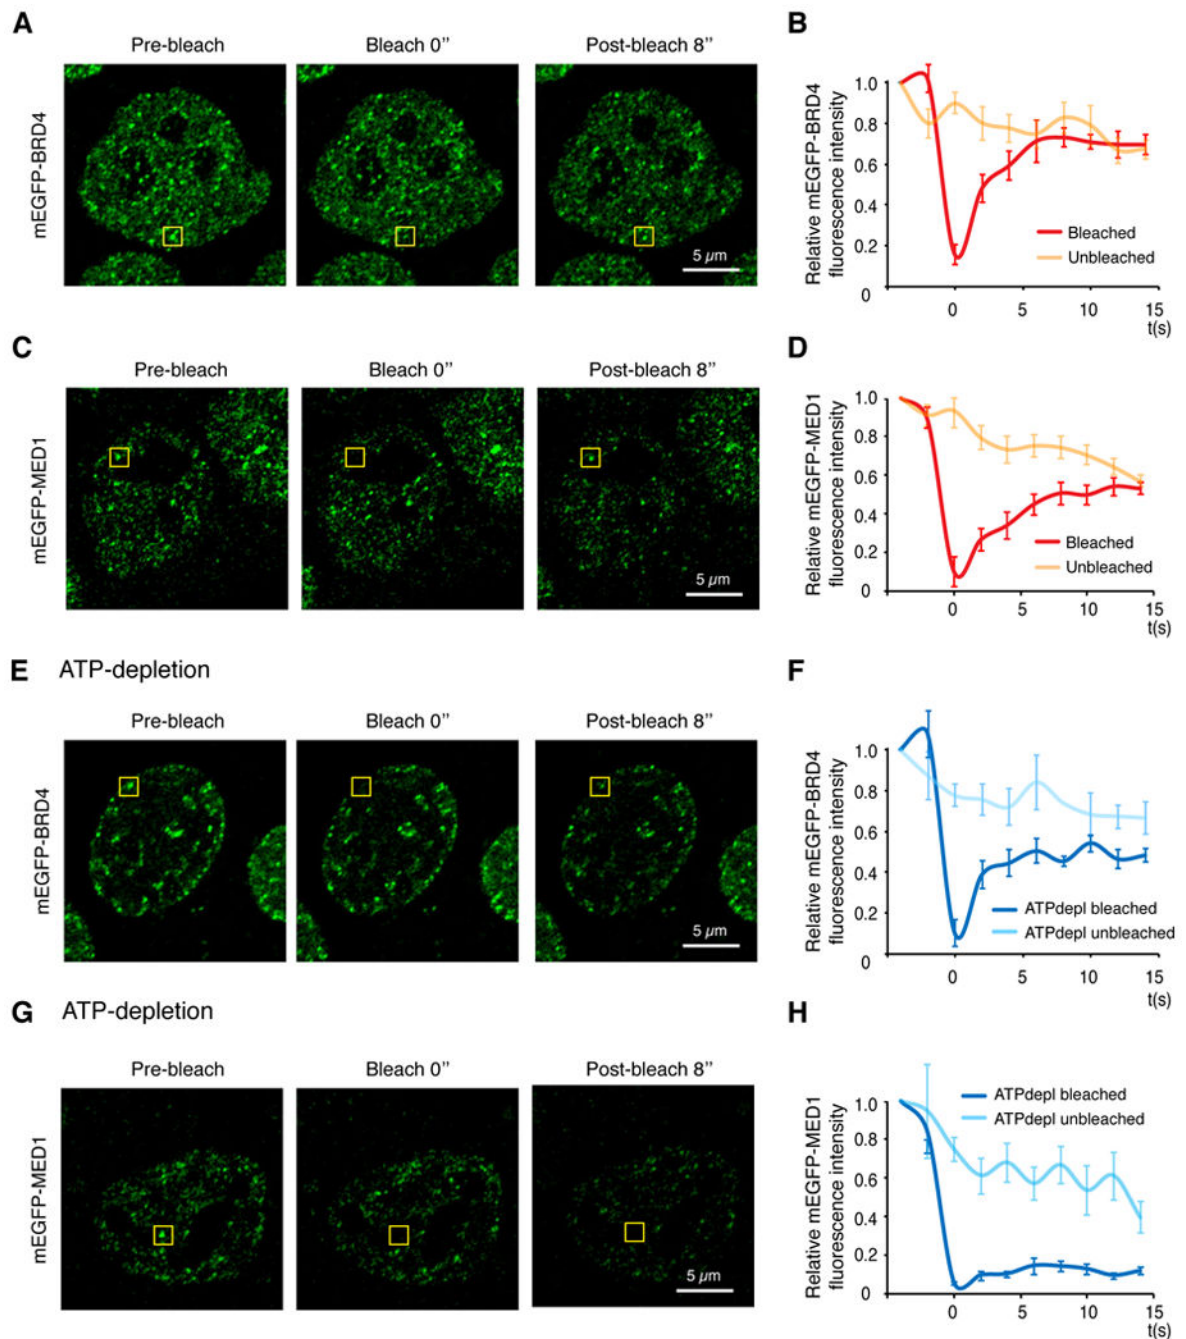 A
Pre-bleach
Bleach 0’’
Post-bleach 8’’
mEGFP-BRD4
5 µm
B
Relative mEGFP-BRD4
fluorescence intensity
1.0
0.8
0.6
0.4
0.2
0
0
5
10
15
t(s)
Bleached
Unbleached
C
Pre-bleach
Bleach 0’’
Post-bleach 8’’
mEGFP-MED1
5 µm
D
Relative mEGFP-MED1
fluorescence intensity
1.0
0.8
0.6
0.4
0.2
0
0
5
10
15
t(s)
Bleached
Unbleached
E ATP-depletion
Pre-bleach
Bleach 0’’
Post-bleach 8’’
mEGFP-BRD4
5 µm
F
Relative mEGFP-BRD4
fluorescence intensity
1.0
0.8
0.6
0.4
0.2
0
0
5
10
15
t(s)
ATPdepl bleached
ATPdepl unbleached
G ATP-depletion
Pre-bleach
Bleach 0’’
Post-bleach 8’’
mEGFP-MED1
5 µm
H
Relative mEGFP-MED1
fluorescence intensity
1.0
0.8
0.6
0.4
0.2
0
0
5
10
15
t(s)
ATPdepl bleached
ATPdepl unbleached